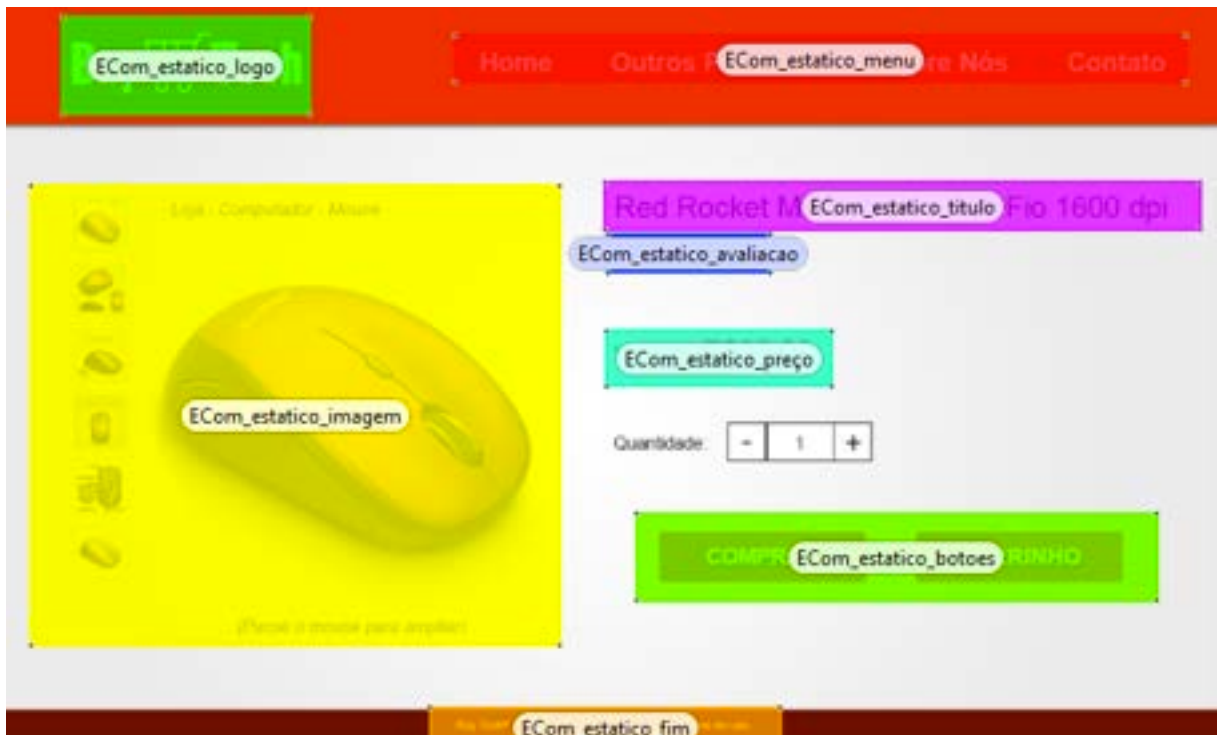 ECom_estatico_logo
Home Outros ECom_estatico_menu Nós Contato
Loja - Computador - Mouse
Red Rocket ECom_estatico_titulo Fio 1600 dpi
ECom_estatico_avaliacao
ECom_estatico_preço
ECom_estatico_imagem
Quantidade: - 1 +
ECom_estatico_botoes
(Passe o mouse para ampliar)
ECom_estatico_fim